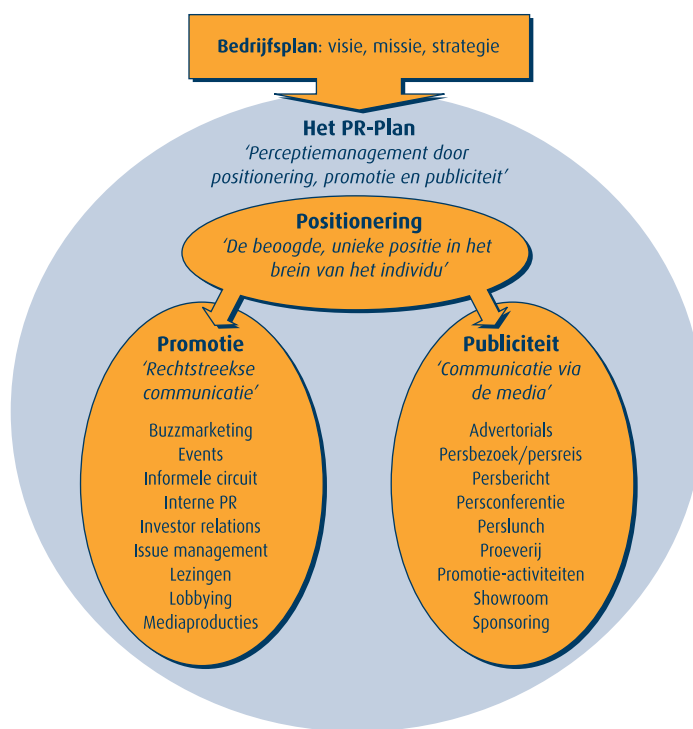 Bedrijfsplan: visie, missie, strategie
Het PR-Plan
‘Perceptiemanagement door
positionering, promotie en publiciteit’
Positionering
‘De beoogde, unieke positie in het
brein van het individu’
Promotie
‘Rechtstreekse
communicatie’
Buzzmarketing
Events
Informele circuit
Interne PR
Investor relations
Issue management
Lezingen
Lobbying
Mediaproducties
Publiciteit
‘Communicatie via
de media’
Advertorials
Persbezoek/persreis
Persbericht
Persconferentie
Perslunch
Proeverij
Promotie-activiteiten
Showroom
Sponsoring